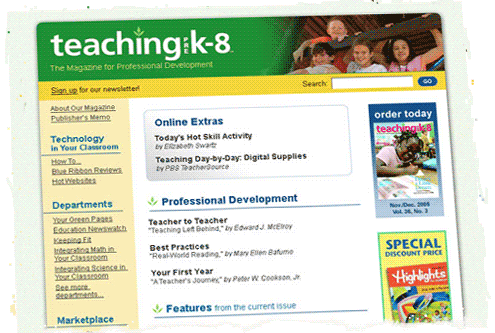 teaching PRE k-8
The Magazine for Professional Development
Sign up for our newsletter!
Search:
GO
About Our Magazine
Publisher's Memo
Technology
in Your Classroom
How To...
Blue Ribbon Reviews
Hot Websites
Departments
Your Green Pages
Education Newswatch
Keeping Fit
Integrating Math in
Your Classroom
Integrating Science in
Your Classroom
See more
departments...
Marketplace
Online Extras
Today's Hot Skill Activity
by Elizabeth Swartz
Teaching Day-by-Day: Digital Supplies
by PBS TeacherSource
Professional Development
Teacher to Teacher
"Teaching Left Behind," by Edward J. McElroy
Best Practices
"Real-World Reading," by Mary Ellen Bafumo
Your First Year
"A Teacher's Journey," by Peter W. Cookson, Jr.
Features from the current issue
order today
teaching k-8
Nov/Dec. 2005
Vol. 36, No. 3
SPECIAL
DISCOUNT PRICE
Highlights